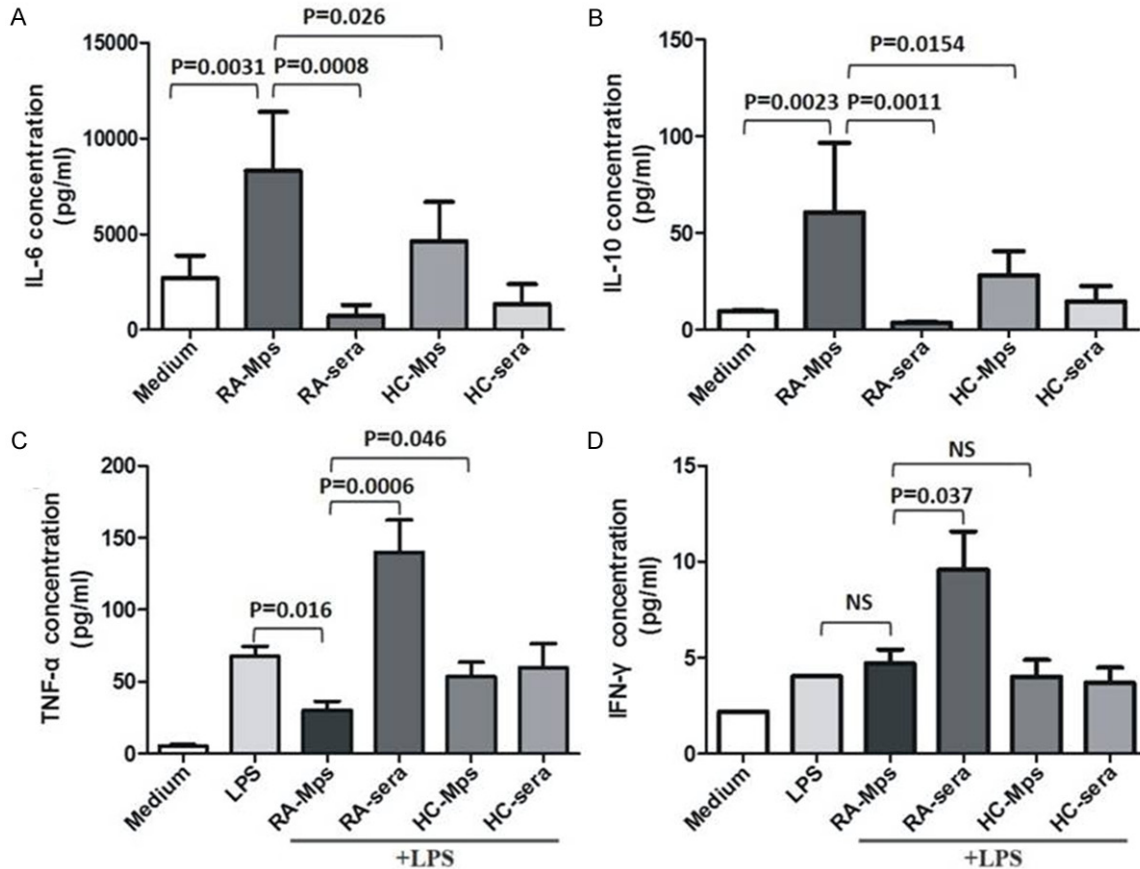 A
P=0.026
P=0.0031
P=0.0008
IL-6 concentration
(pg/ml)
15000
10000
5000
0
Medium
RA-Mps
RA-sera
HC-Mps
HC-sera
B
P=0.0154
P=0.0023
P=0.0011
IL-10 concentration
(pg/ml)
150
100
50
0
Medium
RA-Mps
RA-sera
HC-Mps
HC-sera
C
P=0.046
P=0.0006
P=0.016
TNF-α concentration
(pg/ml)
200
150
100
50
0
Medium
LPS
RA-Mps
RA-sera
HC-Mps
HC-sera
+LPS
D
NS
P=0.037
NS
IFN-γ concentration
(pg/ml)
15
10
5
0
Medium
LPS
RA-Mps
RA-sera
HC-Mps
HC-sera
+LPS